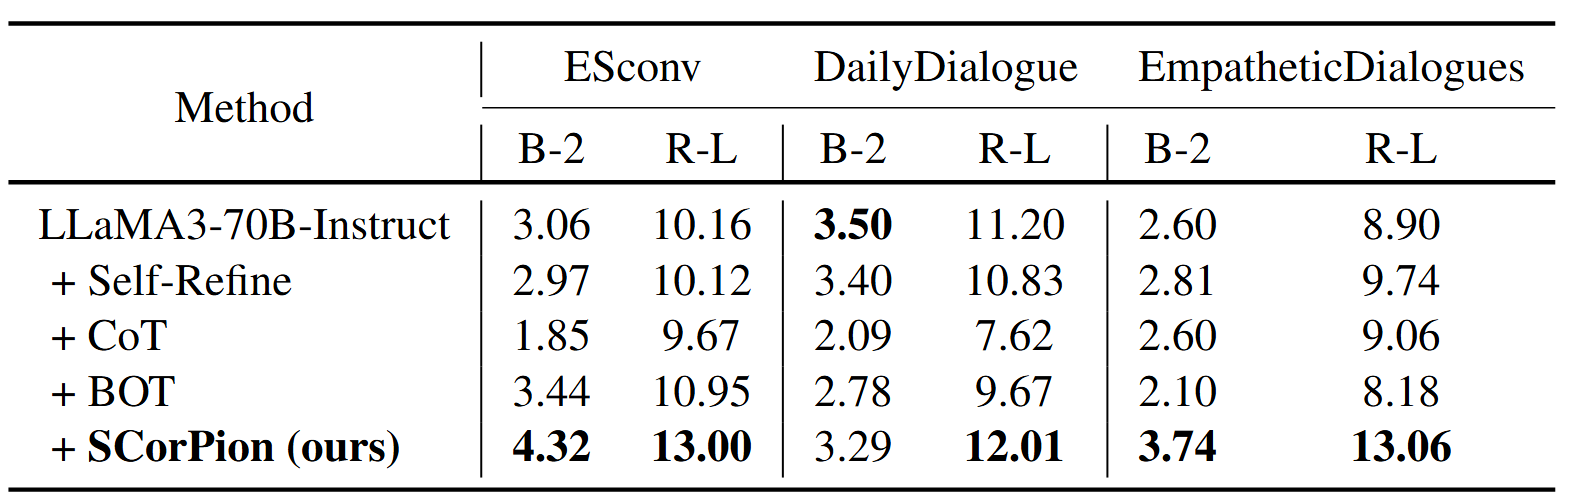 Method ESconv DailyDialogue EmpatheticDialogues
B-2 R-L B-2 R-L B-2 R-L
LLaMA3-70B-Instruct 3.06 10.16 3.50 11.20 2.60 8.90
+ Self-Refine 2.97 10.12 3.40 10.83 2.81 9.74
+ CoT 1.85 9.67 2.09 7.62 2.60 9.06
+ BOT 3.44 10.95 2.78 9.67 2.10 8.18
+ SCorPion (ours) 4.32 13.00 3.29 12.01 3.74 13.06